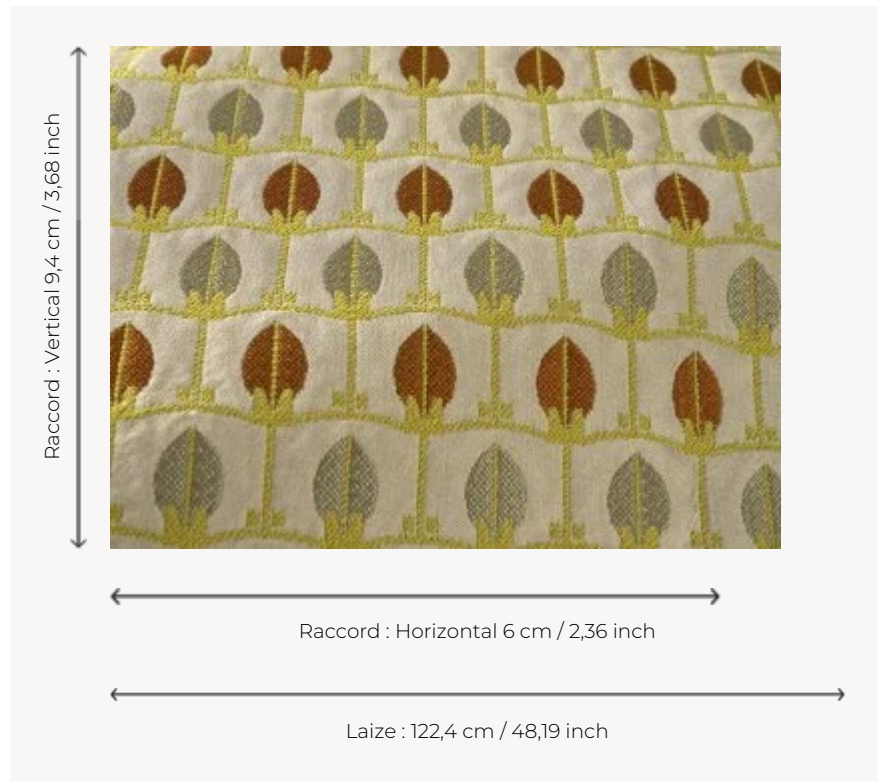 Raccord : Vertical 9,4 cm / 3,68 inch
Raccord : Horizontal 6 cm / 2,36 inch
Laize : 122,4 cm / 48,19 inch